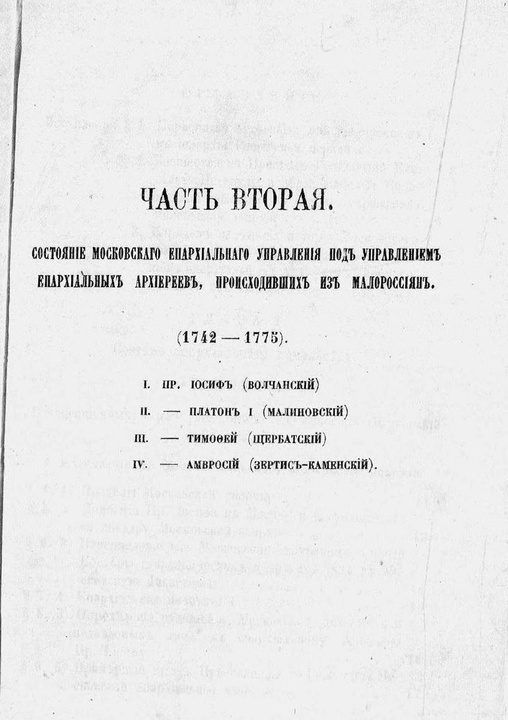 ЧАСТЬ ВТОРАЯ.
СОСТОЯНІЕ МОСКОВСКАГО ЕПАРХІАЛЬНАГО УПРАВЛЕНІЯ ПОДЪ УПРАВЛЕНІЕМЪ
ЕПАРХІАЛЬНЫХЪ АРХІЕРЕЕВЪ, ПРОИСХОДИВШИХЪ ИЗЪ МАЛОРОССІЯНЪ.
(1742 — 1775).
I. ПР. ІОСИФЪ (ВОЛЧАНСКІЙ)
II. — ПЛАТОНЪ I (МАЛИНОВСКІЙ)
III. — ТИМОѲЕЙ (ЩЕРБАТСКІЙ)
IV. — АМВРОСІЙ (ЗЕРТИС-КАМЕНСКІЙ).